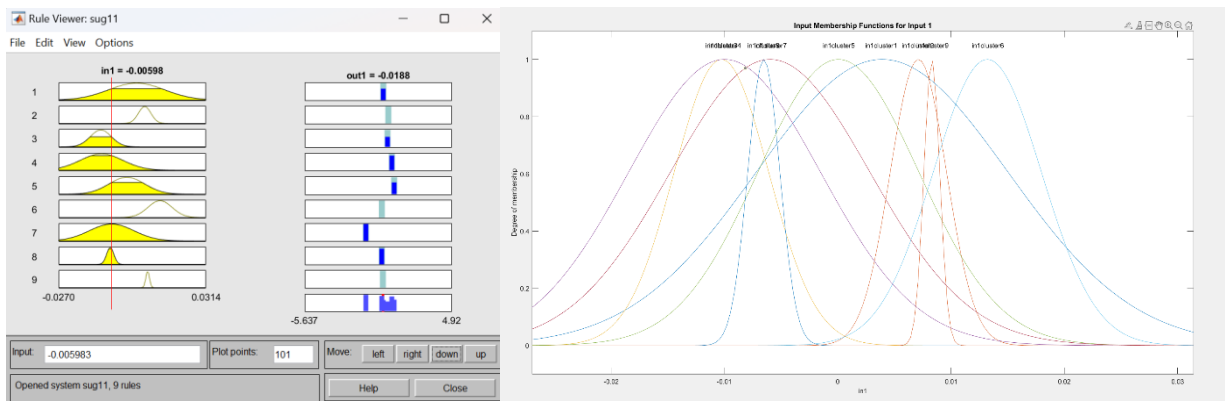 Rule Viewer: sug11
File Edit View Options
in1 = -0.00598
out1 = -0.0188
1
2
3
4
5
6
7
8
9
-0.0270 0.0314
-5.637 4.92
Input: -0.005983
Plot points: 101
Move: left right down up
Opened system sug11, 9 rules
Help Close
Input Membership Functions for Input 1
in1cluster5 in1cluster1 in1cluster6
1
0.8
0.6
0.4
0.2
0
Degree of membership
-0.02 -0.01 0 0.01 0.02 0.03
in1